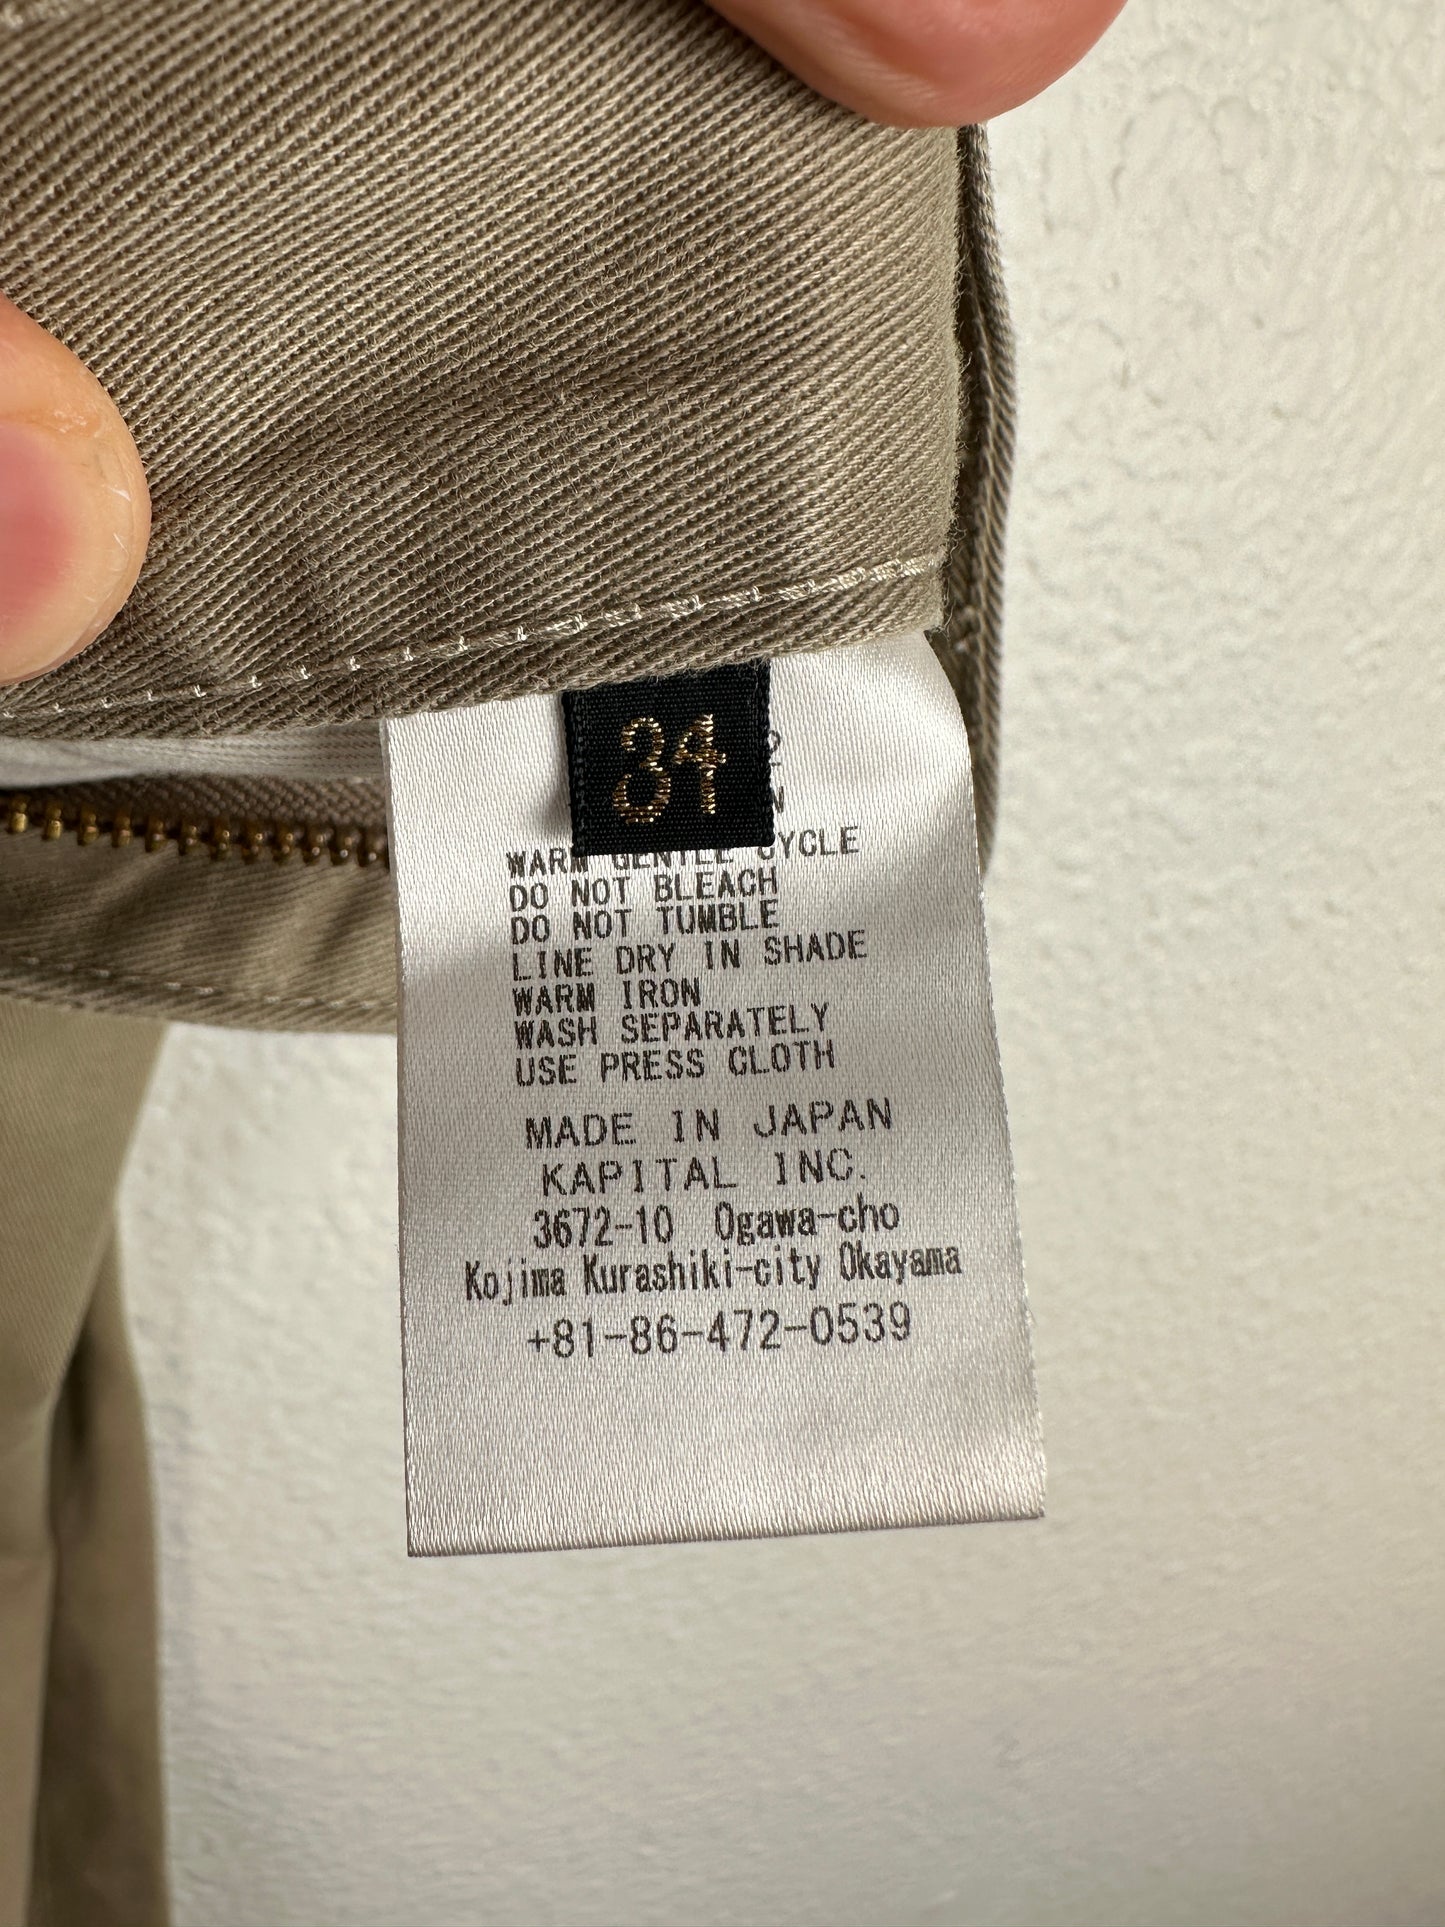 34
WARM GENTLE CYCLE
DO NOT BLEACH
DO NOT TUMBLE
LINE DRY IN SHADE
WARM IRON
WASH SEPARATELY
USE PRESS CLOTH
MADE IN JAPAN
KAPITAL INC.
3672-10 Ogawa-cho
Kojima Kurashiki-city Okayama
+81-86-472-0539